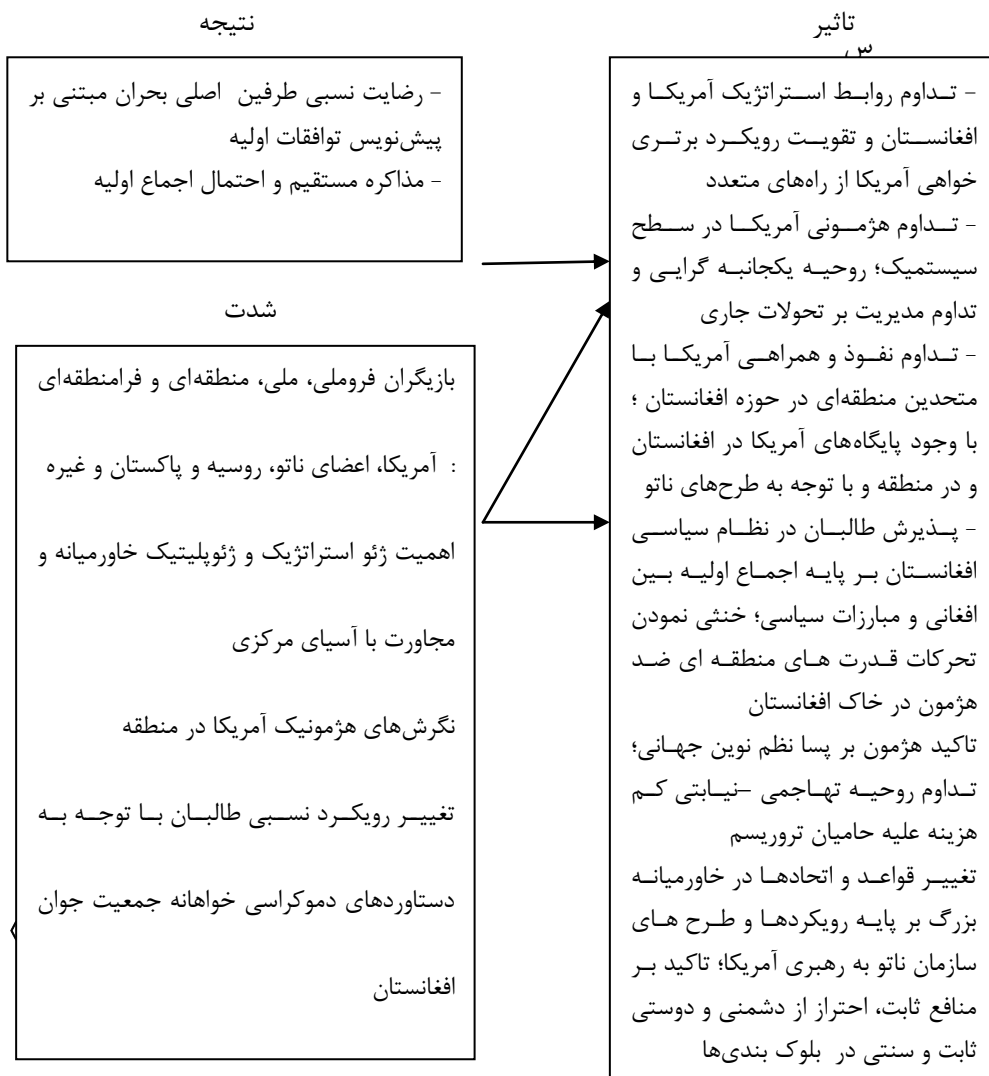 تاثیر
س
- تداوم روابط استراتژیک آمریکا و
افغانستان و تقویت رویکرد برتری
خواهی آمریکا از راه‌های متعدد
- تداوم هژمونی آمریکا در سطح
سیستمیک؛ روحیه یکجانبه گرایی و
تداوم مدیریت بر تحولات جاری
- تداوم نفوذ و همراهی آمریکا با
متحدین منطقه‌ای در حوزه افغانستان ؛
با وجود پایگاه‌های آمریکا در افغانستان
و در منطقه و با توجه به طرح‌های ناتو
- پذیرش طالبان در نظام سیاسی
افغانستان بر پایه اجماع اولیه بین
افغانی و مبارزات سیاسی؛ خنثی نمودن
تحرکات قدرت های منطقه ای ضد
هژمون در خاک افغانستان
تاکید هژمون بر پسا نظم نوین جهانی؛
تداوم روحیه تهاجمی –نیابتی کم
هزینه علیه حامیان تروریسم
تغییر قواعد و اتحادها در خاورمیانه
بزرگ بر پایه رویکردها و طرح های
سازمان ناتو به رهبری آمریکا؛ تاکید بر
منافع ثابت، احتراز از دشمنی و دوستی
ثابت و سنتی در بلوک بندی‌ها
نتیجه
- رضایت نسبی طرفین اصلی بحران مبتنی بر
پیش‌نویس توافقات اولیه
- مذاکره مستقیم و احتمال اجماع اولیه
شدت
بازیگران فروملی، ملی، منطقه‌ای و فرامنطقه‌ای
: آمریکا، اعضای ناتو، روسیه و پاکستان و غیره
اهمیت ژئو استراتژیک و ژئوپلیتیک خاورمیانه و
مجاورت با آسیای مرکزی
نگرش‌های هژمونیک آمریکا در منطقه
تغییر رویکرد نسبی طالبان با توجه به
دستاوردهای دموکراسی خواهانه جمعیت جوان
افغانستان